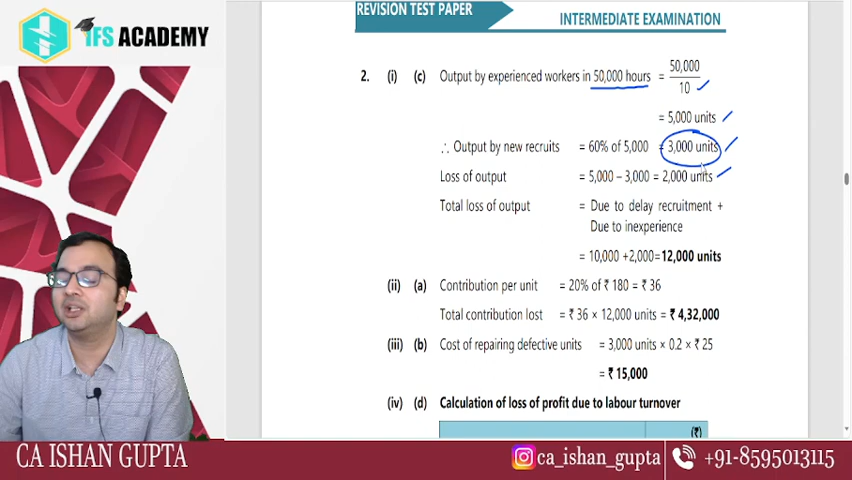 REVISION TEST PAPER
INTERMEDIATE EXAMINATION
IFS ACADEMY
2. (i) (c) Output by experienced workers in 50,000 hours = 50,000
10
= 5,000 units
∴ Output by new recruits = 60% of 5,000 = 3,000 units
Loss of output = 5,000 – 3,000 = 2,000 units
Total loss of output = Due to delay recruitment +
Due to inexperience
= 10,000 +2,000=12,000 units
(ii) (a) Contribution per unit = 20% of ₹ 180 = ₹ 36
Total contribution lost = ₹ 36 × 12,000 units = ₹ 4,32,000
(iii) (b) Cost of repairing defective units = 3,000 units × 0.2 × ₹ 25
= ₹ 15,000
(iv) (d) Calculation of loss of profit due to labour turnover
(₹)
CA ISHAN GUPTA
ca_ishan_gupta
+91-8595013115